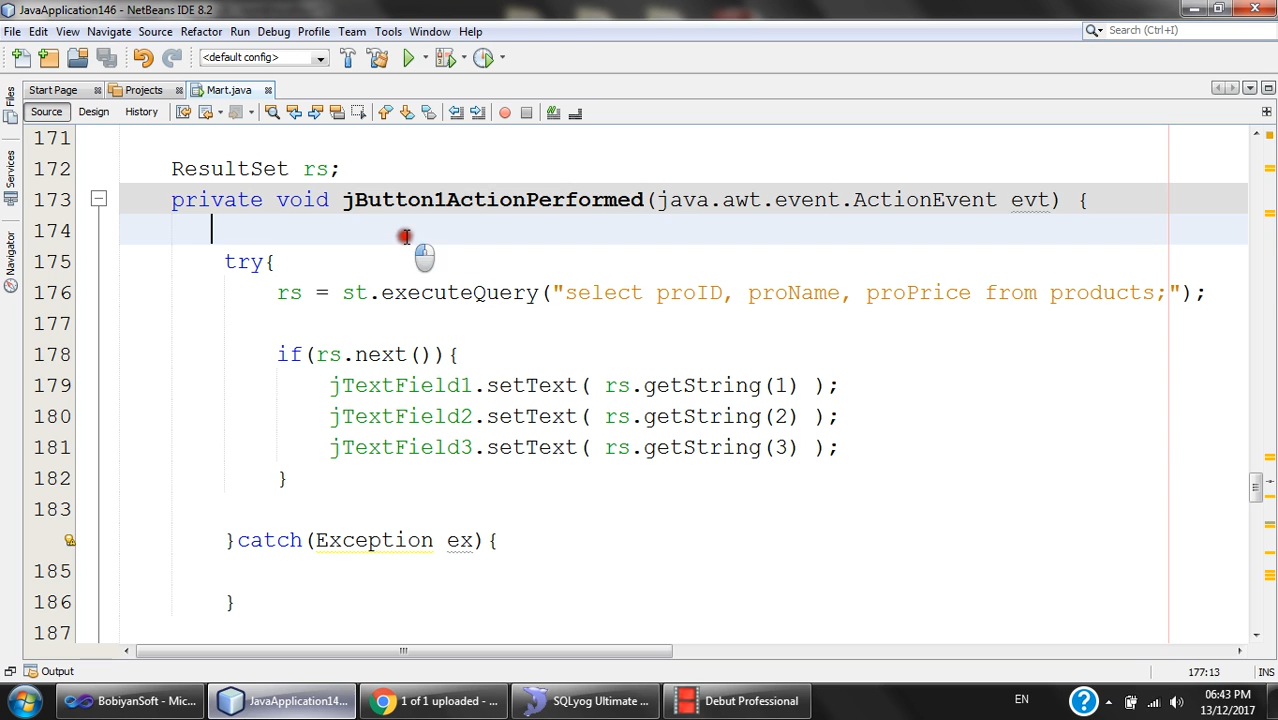 JavaApplication146 - NetBeans IDE 8.2
File Edit View Navigate Source Refactor Run Debug Profile Team Tools Window Help
Search (Ctrl+I)
<default config>
Start Page Projects Mart.java
Source Design History
Files
Services
Navigator
171
172 ResultSet rs;
173 private void jButton1ActionPerformed(java.awt.event.ActionEvent evt) {
174
175 try{
176 rs = st.executeQuery("select proID, proName, proPrice from products;");
177
178 if(rs.next()){
179 jTextField1.setText( rs.getString(1) );
180 jTextField2.setText( rs.getString(2) );
181 jTextField3.setText( rs.getString(3) );
182 }
183
}catch(Exception ex){
185
186 }
187
Output
177:13 INS
BobiyanSoft - Mic... JavaApplication14... 1 of 1 uploaded - ... SQLyog Ultimate ... Debut Professional
EN
06:43 PM
13/12/2017